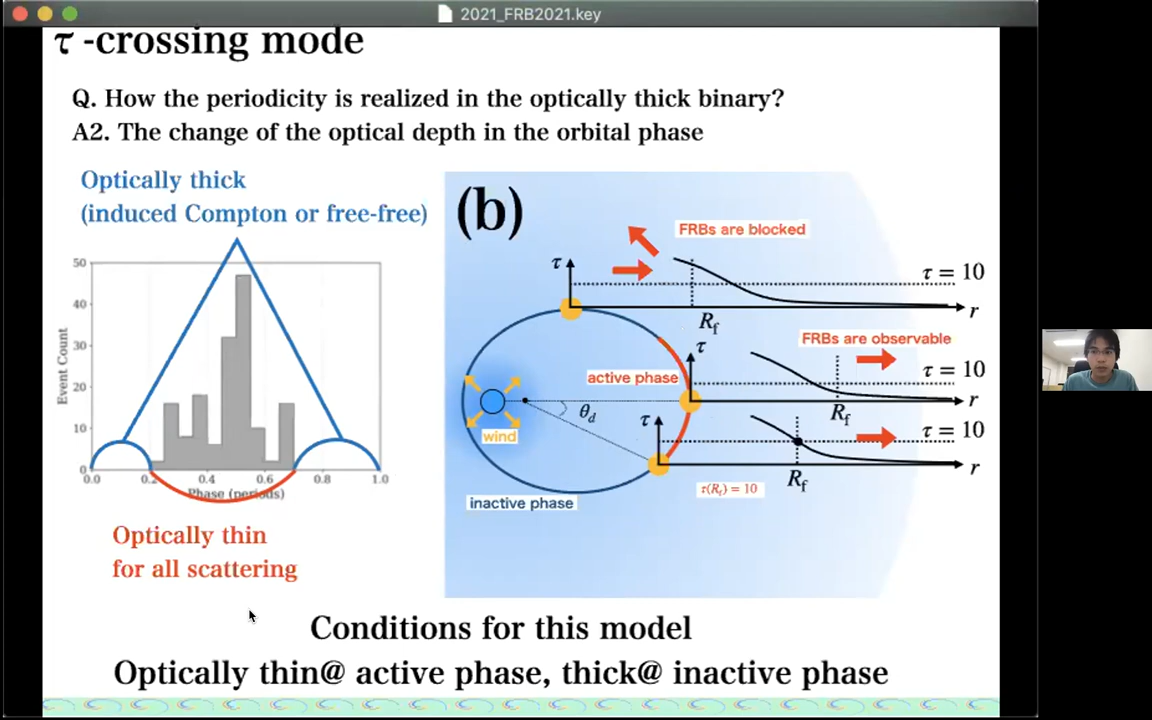 2021_FRB2021.key
τ -crossing mode
Q. How the periodicity is realized in the optically thick binary?
A2. The change of the optical depth in the orbital phase
Optically thick
(induced Compton or free-free)
50
40
30
20
10
0
Event Count
0.0 0.2 0.4 0.6 0.8 1.0
Phase (periods)
Optically thin
for all scattering
(b)
FRBs are blocked
τ
τ = 10
r
Rf
FRBs are observable
τ
active phase
τ = 10
r
Rf
θd
τ
τ = 10
wind
r
Rf
τ(Rf) = 10
inactive phase
Conditions for this model
Optically thin@ active phase, thick@ inactive phase